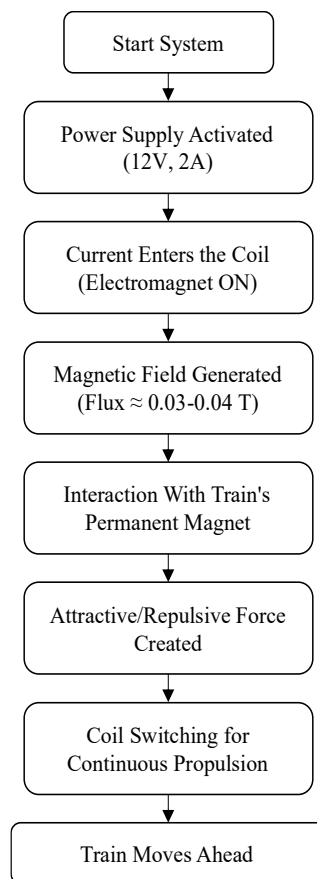 Start System
Power Supply Activated
(12V, 2A)
Current Enters the Coil
(Electromagnet ON)
Magnetic Field Generated
(Flux ≈ 0.03-0.04 T)
Interaction With Train's
Permanent Magnet
Attractive/Repulsive Force
Created
Coil Switching for
Continuous Propulsion
Train Moves Ahead